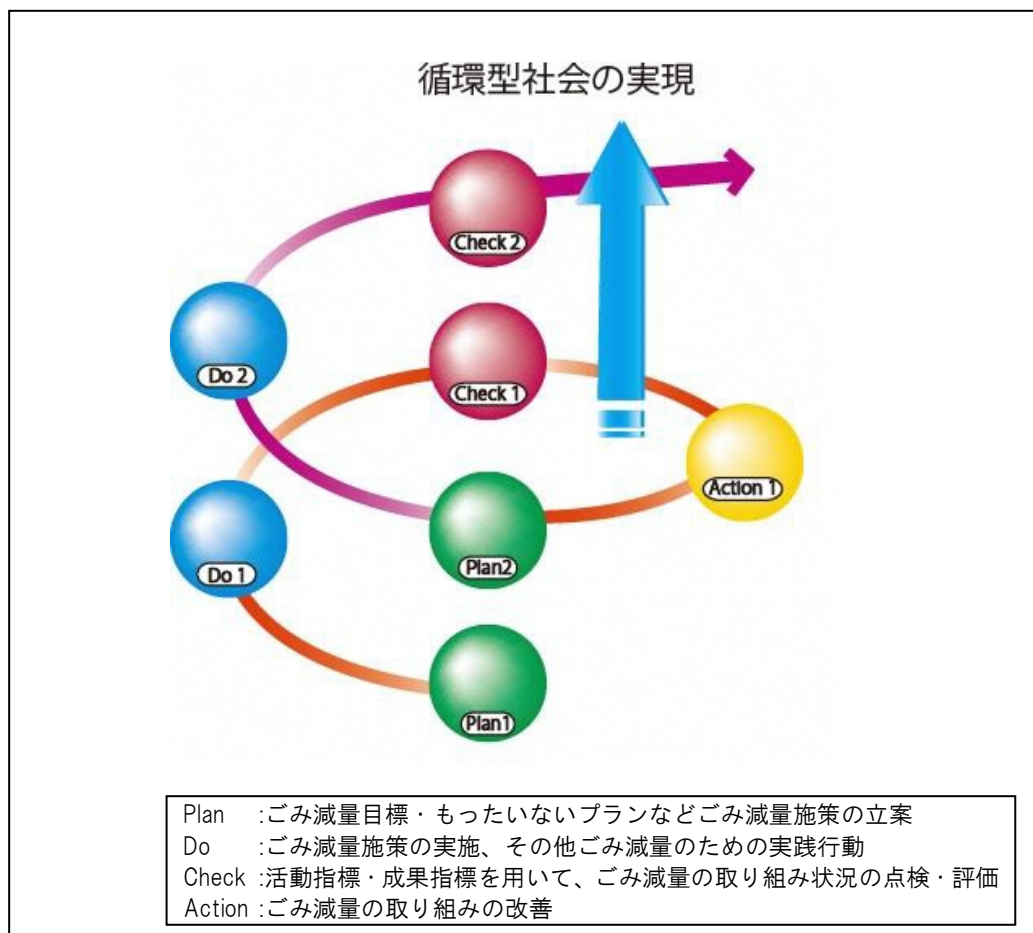 循環型社会の実現
Check 2
Check 1
Do 2
Action 1
Plan2
Do 1
Plan1
Plan :ごみ減量目標・もったいないプランなどごみ減量施策の立案
Do :ごみ減量施策の実施、その他ごみ減量のための実践行動
Check :活動指標・成果指標を用いて、ごみ減量の取り組み状況の点検・評価
Action :ごみ減量の取り組みの改善